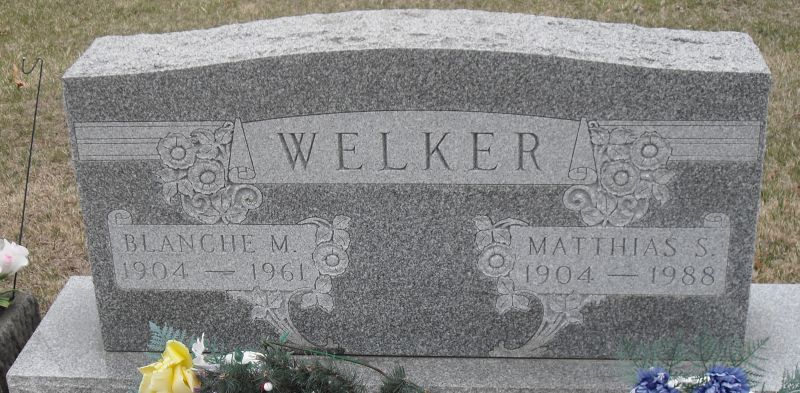 WELKER
BLANCHE M.
1904 — 1961
MATTHIAS S.
1904 — 1988